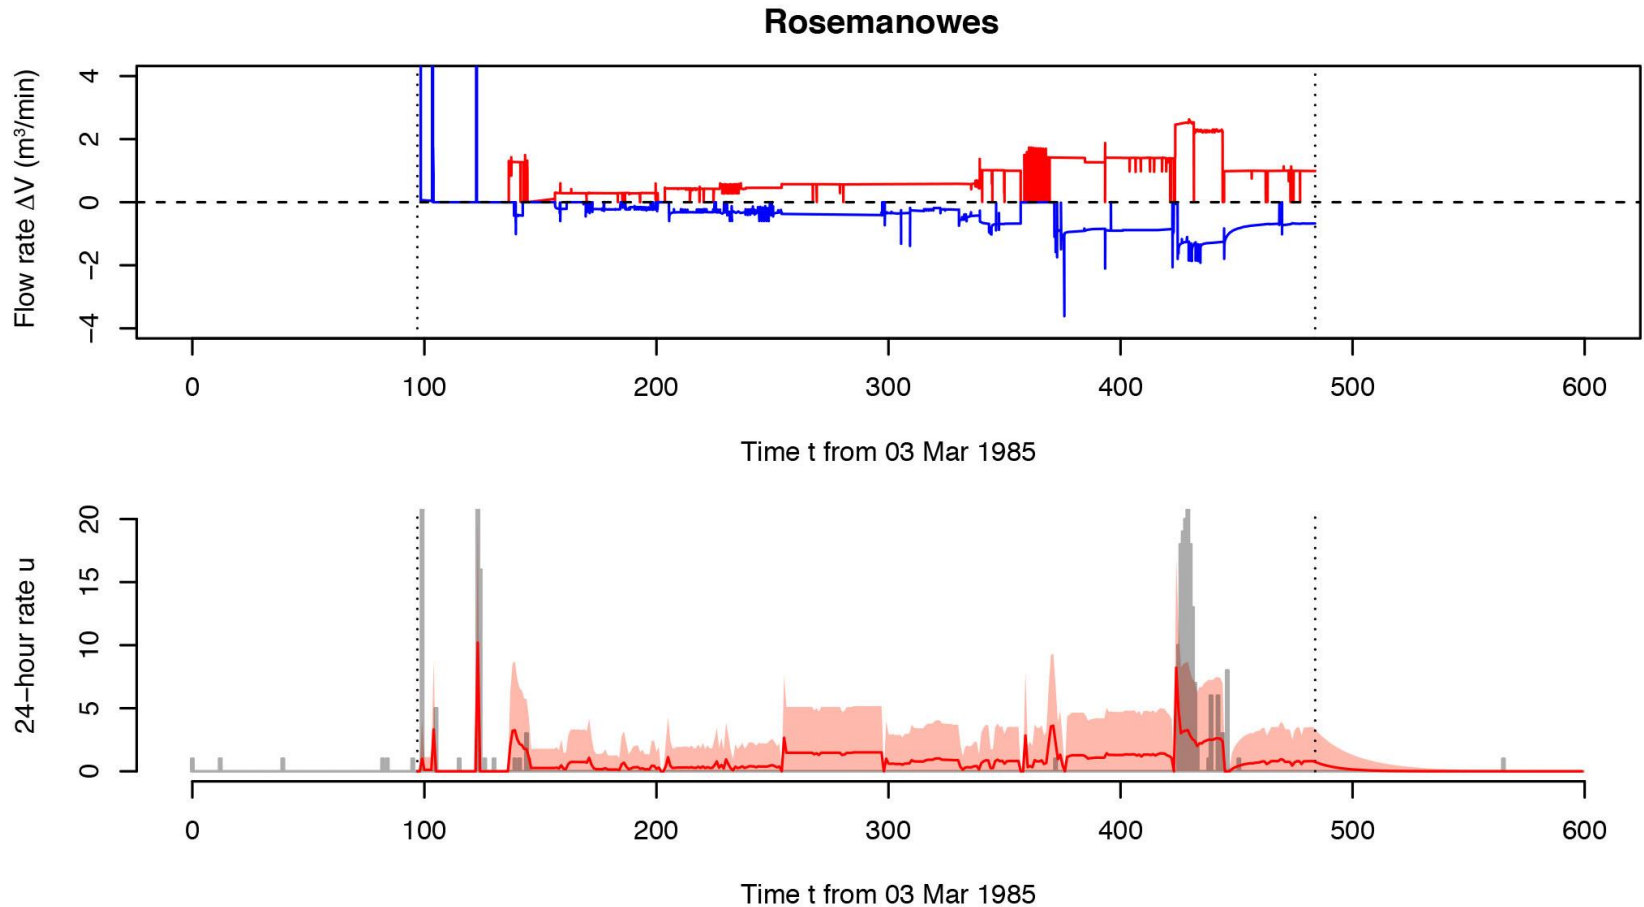 Rosemanowes
Flow rate ΔV (m³/min)
4
2
0
−2
−4
0 100 200 300 400 500 600
Time t from 03 Mar 1985
24−hour rate u
20
15
10
5
0
0 100 200 300 400 500 600
Time t from 03 Mar 1985